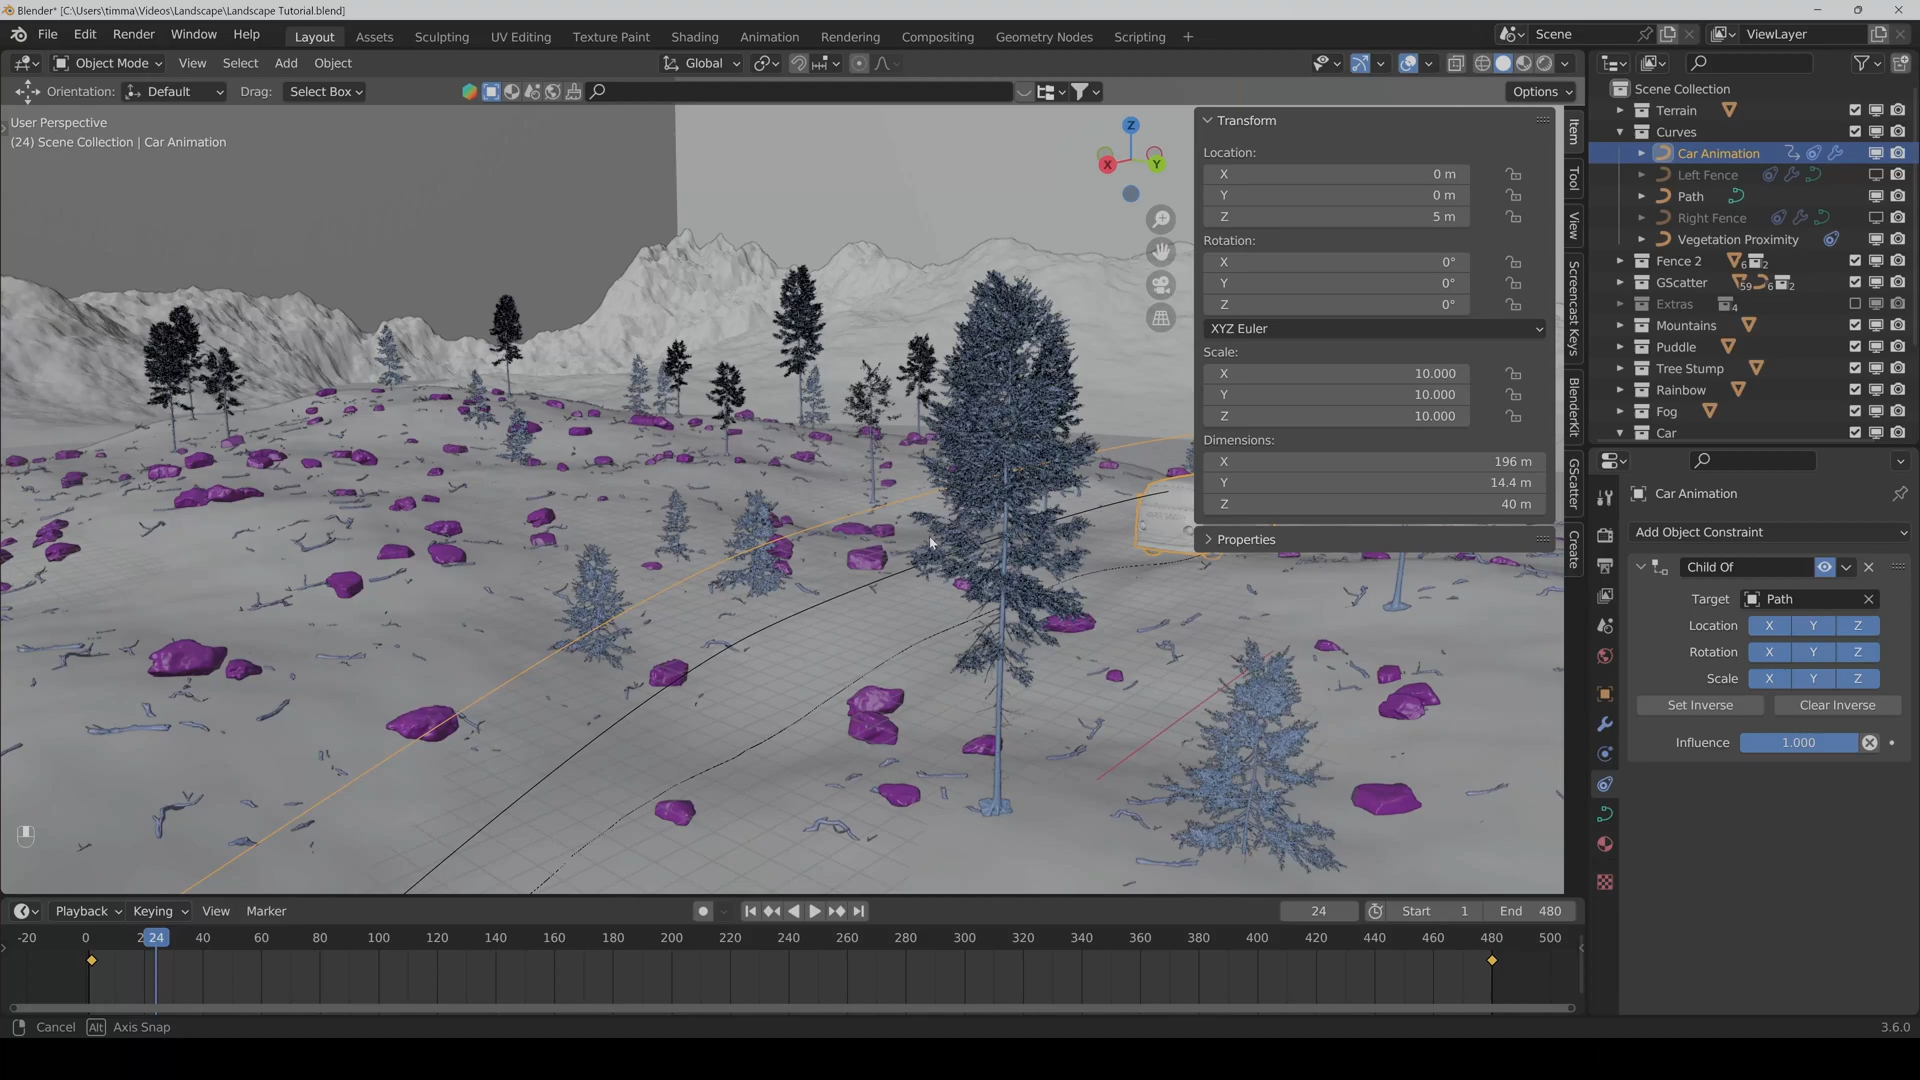 Blender* [C:\Users\timma\Videos\Landscape\Landscape Tutorial.blend]
File Edit Render Window Help Layout Assets Sculpting UV Editing Texture Paint Shading Animation Rendering Compositing Geometry Nodes Scripting + Scene ViewLayer
Object Mode View Select Add Object Global
Orientation: Default Drag: Select Box Options
User Perspective
(24) Scene Collection | Car Animation
Z
X
Y
Transform
Location:
X 0 m
Y 0 m
Z 5 m
Rotation:
X 0°
Y 0°
Z 0°
XYZ Euler
Scale:
X 10.000
Y 10.000
Z 10.000
Dimensions:
X 196 m
Y 14.4 m
Z 40 m
Properties
Item
Tool
View
Screencast Keys
BlenderKit
GScatter
Create
Scene Collection
Terrain
Curves
Car Animation
Left Fence
Path
Right Fence
Vegetation Proximity
Fence 2 6 2
GScatter 59 6 2
Extras 4
Mountains
Puddle
Tree Stump
Rainbow
Fog
Car
Car Animation
Add Object Constraint
Child Of
Target Path
Location X Y Z
Rotation X Y Z
Scale X Y Z
Set Inverse Clear Inverse
Influence 1.000
Playback Keying View Marker 24 Start 1 End 480
-20 0 2 24 40 60 80 100 120 140 160 180 200 220 240 260 280 300 320 340 360 380 400 420 440 460 480 500
Cancel Alt Axis Snap 3.6.0